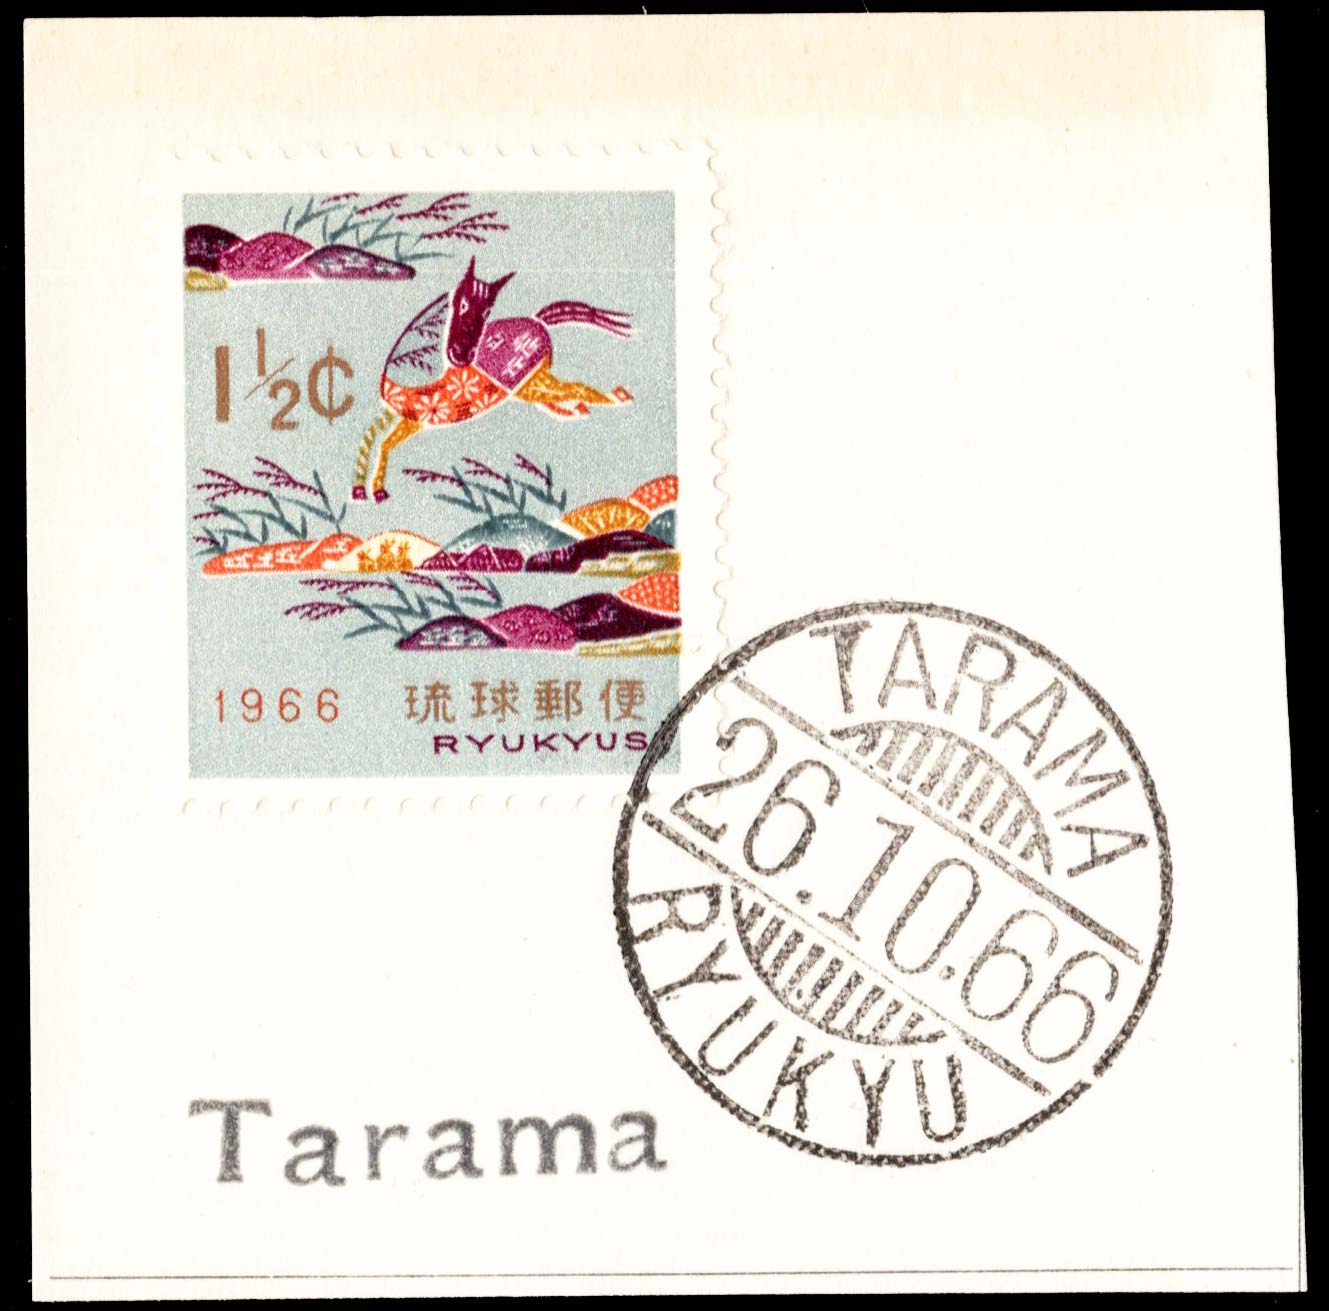 1½¢
1966 琉球郵便
RYUKYUS
TARAMA
26.10.66
RYUKYU
Tarama